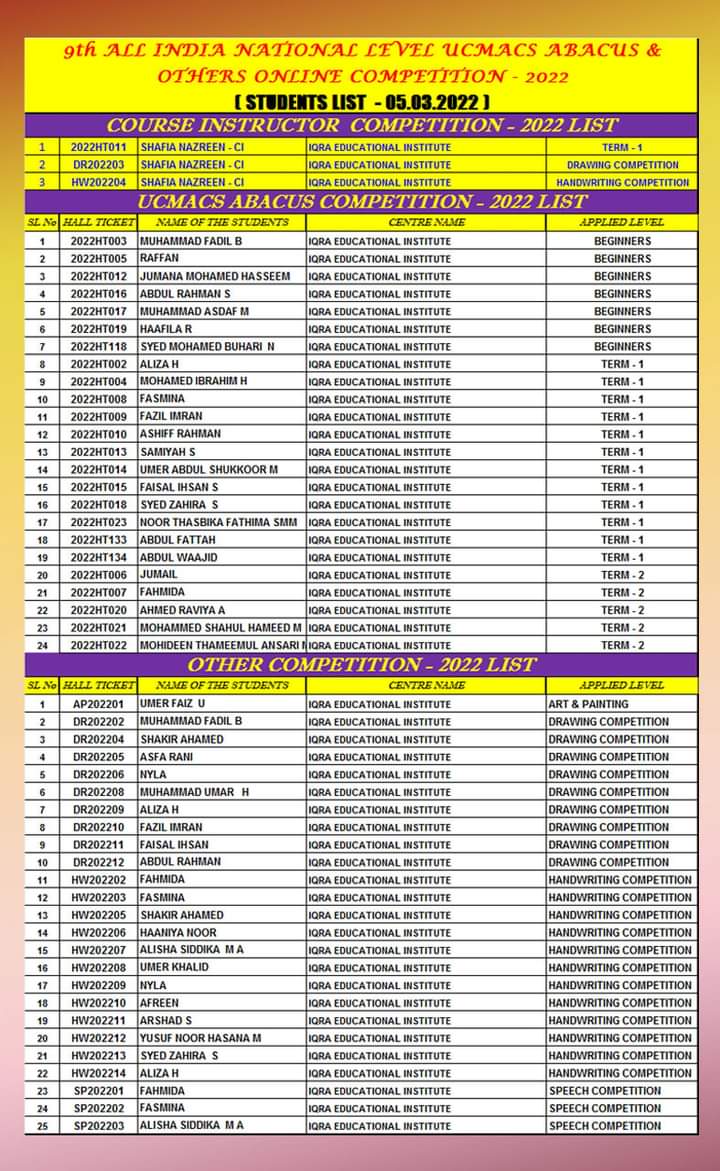 9th ALL INDIA NATIONAL LEVEL UCMACS ABACUS &
OTHERS ONLINE COMPETITION - 2022
( STUDENTS LIST - 05.03.2022 )
COURSE INSTRUCTOR COMPETITION - 2022 LIST
1 2022HT011 SHAFIA NAZREEN - CI IQRA EDUCATIONAL INSTITUTE TERM - 1
2 DR202203 SHAFIA NAZREEN - CI IQRA EDUCATIONAL INSTITUTE DRAWING COMPETITION
3 HW202204 SHAFIA NAZREEN - CI IQRA EDUCATIONAL INSTITUTE HANDWRITING COMPETITION
UCMACS ABACUS COMPETITION - 2022 LIST
SL No HALL TICKET NAME OF THE STUDENTS CENTRE NAME APPLIED LEVEL
1 2022HT003 MUHAMMAD FADIL B IQRA EDUCATIONAL INSTITUTE BEGINNERS
2 2022HT005 RAFFAN IQRA EDUCATIONAL INSTITUTE BEGINNERS
3 2022HT012 JUMANA MOHAMED HASSEEM IQRA EDUCATIONAL INSTITUTE BEGINNERS
4 2022HT016 ABDUL RAHMAN S IQRA EDUCATIONAL INSTITUTE BEGINNERS
5 2022HT017 MUHAMMAD ASDAF M IQRA EDUCATIONAL INSTITUTE BEGINNERS
6 2022HT019 HAAFILA R IQRA EDUCATIONAL INSTITUTE BEGINNERS
7 2022HT118 SYED MOHAMED BUHARI N IQRA EDUCATIONAL INSTITUTE BEGINNERS
8 2022HT002 ALIZA H IQRA EDUCATIONAL INSTITUTE TERM - 1
9 2022HT004 MOHAMED IBRAHIM H IQRA EDUCATIONAL INSTITUTE TERM - 1
10 2022HT008 FASMINA IQRA EDUCATIONAL INSTITUTE TERM - 1
11 2022HT009 FAZIL IMRAN IQRA EDUCATIONAL INSTITUTE TERM - 1
12 2022HT010 ASHIFF RAHMAN IQRA EDUCATIONAL INSTITUTE TERM - 1
13 2022HT013 SAMIYAH S IQRA EDUCATIONAL INSTITUTE TERM - 1
14 2022HT014 UMER ABDUL SHUKKOOR M IQRA EDUCATIONAL INSTITUTE TERM - 1
15 2022HT015 FAISAL IHSAN S IQRA EDUCATIONAL INSTITUTE TERM - 1
16 2022HT018 SYED ZAHIRA S IQRA EDUCATIONAL INSTITUTE TERM - 1
17 2022HT023 NOOR THASBIKA FATHIMA SMM IQRA EDUCATIONAL INSTITUTE TERM - 1
18 2022HT133 ABDUL FATTAH IQRA EDUCATIONAL INSTITUTE TERM - 1
19 2022HT134 ABDUL WAAJID IQRA EDUCATIONAL INSTITUTE TERM - 1
20 2022HT006 JUMAIL IQRA EDUCATIONAL INSTITUTE TERM - 2
21 2022HT007 FAHMIDA IQRA EDUCATIONAL INSTITUTE TERM - 2
22 2022HT020 AHMED RAVIYA A IQRA EDUCATIONAL INSTITUTE TERM - 2
23 2022HT021 MOHAMMED SHAHUL HAMEED M IQRA EDUCATIONAL INSTITUTE TERM - 2
24 2022HT022 MOHIDEEN THAMEEMUL ANSARI IQRA EDUCATIONAL INSTITUTE TERM - 2
OTHER COMPETITION - 2022 LIST
SL No HALL TICKET NAME OF THE STUDENTS CENTRE NAME APPLIED LEVEL
1 AP202201 UMER FAIZ U IQRA EDUCATIONAL INSTITUTE ART & PAINTING
2 DR202202 MUHAMMAD FADIL B IQRA EDUCATIONAL INSTITUTE DRAWING COMPETITION
3 DR202204 SHAKIR AHAMED IQRA EDUCATIONAL INSTITUTE DRAWING COMPETITION
4 DR202205 ASFA RANI IQRA EDUCATIONAL INSTITUTE DRAWING COMPETITION
5 DR202206 NYLA IQRA EDUCATIONAL INSTITUTE DRAWING COMPETITION
6 DR202208 MUHAMMAD UMAR H IQRA EDUCATIONAL INSTITUTE DRAWING COMPETITION
7 DR202209 ALIZA H IQRA EDUCATIONAL INSTITUTE DRAWING COMPETITION
8 DR202210 FAZIL IMRAN IQRA EDUCATIONAL INSTITUTE DRAWING COMPETITION
9 DR202211 FAISAL IHSAN IQRA EDUCATIONAL INSTITUTE DRAWING COMPETITION
10 DR202212 ABDUL RAHMAN IQRA EDUCATIONAL INSTITUTE DRAWING COMPETITION
11 HW202202 FAHMIDA IQRA EDUCATIONAL INSTITUTE HANDWRITING COMPETITION
12 HW202203 FASMINA IQRA EDUCATIONAL INSTITUTE HANDWRITING COMPETITION
13 HW202205 SHAKIR AHAMED IQRA EDUCATIONAL INSTITUTE HANDWRITING COMPETITION
14 HW202206 HAANIYA NOOR IQRA EDUCATIONAL INSTITUTE HANDWRITING COMPETITION
15 HW202207 ALISHA SIDDIKA M A IQRA EDUCATIONAL INSTITUTE HANDWRITING COMPETITION
16 HW202208 UMER KHALID IQRA EDUCATIONAL INSTITUTE HANDWRITING COMPETITION
17 HW202209 NYLA IQRA EDUCATIONAL INSTITUTE HANDWRITING COMPETITION
18 HW202210 AFREEN IQRA EDUCATIONAL INSTITUTE HANDWRITING COMPETITION
19 HW202211 ARSHAD S IQRA EDUCATIONAL INSTITUTE HANDWRITING COMPETITION
20 HW202212 YUSUF NOOR HASANA M IQRA EDUCATIONAL INSTITUTE HANDWRITING COMPETITION
21 HW202213 SYED ZAHIRA S IQRA EDUCATIONAL INSTITUTE HANDWRITING COMPETITION
22 HW202214 ALIZA H IQRA EDUCATIONAL INSTITUTE HANDWRITING COMPETITION
23 SP202201 FAHMIDA IQRA EDUCATIONAL INSTITUTE SPEECH COMPETITION
24 SP202202 FASMINA IQRA EDUCATIONAL INSTITUTE SPEECH COMPETITION
25 SP202203 ALISHA SIDDIKA M A IQRA EDUCATIONAL INSTITUTE SPEECH COMPETITION